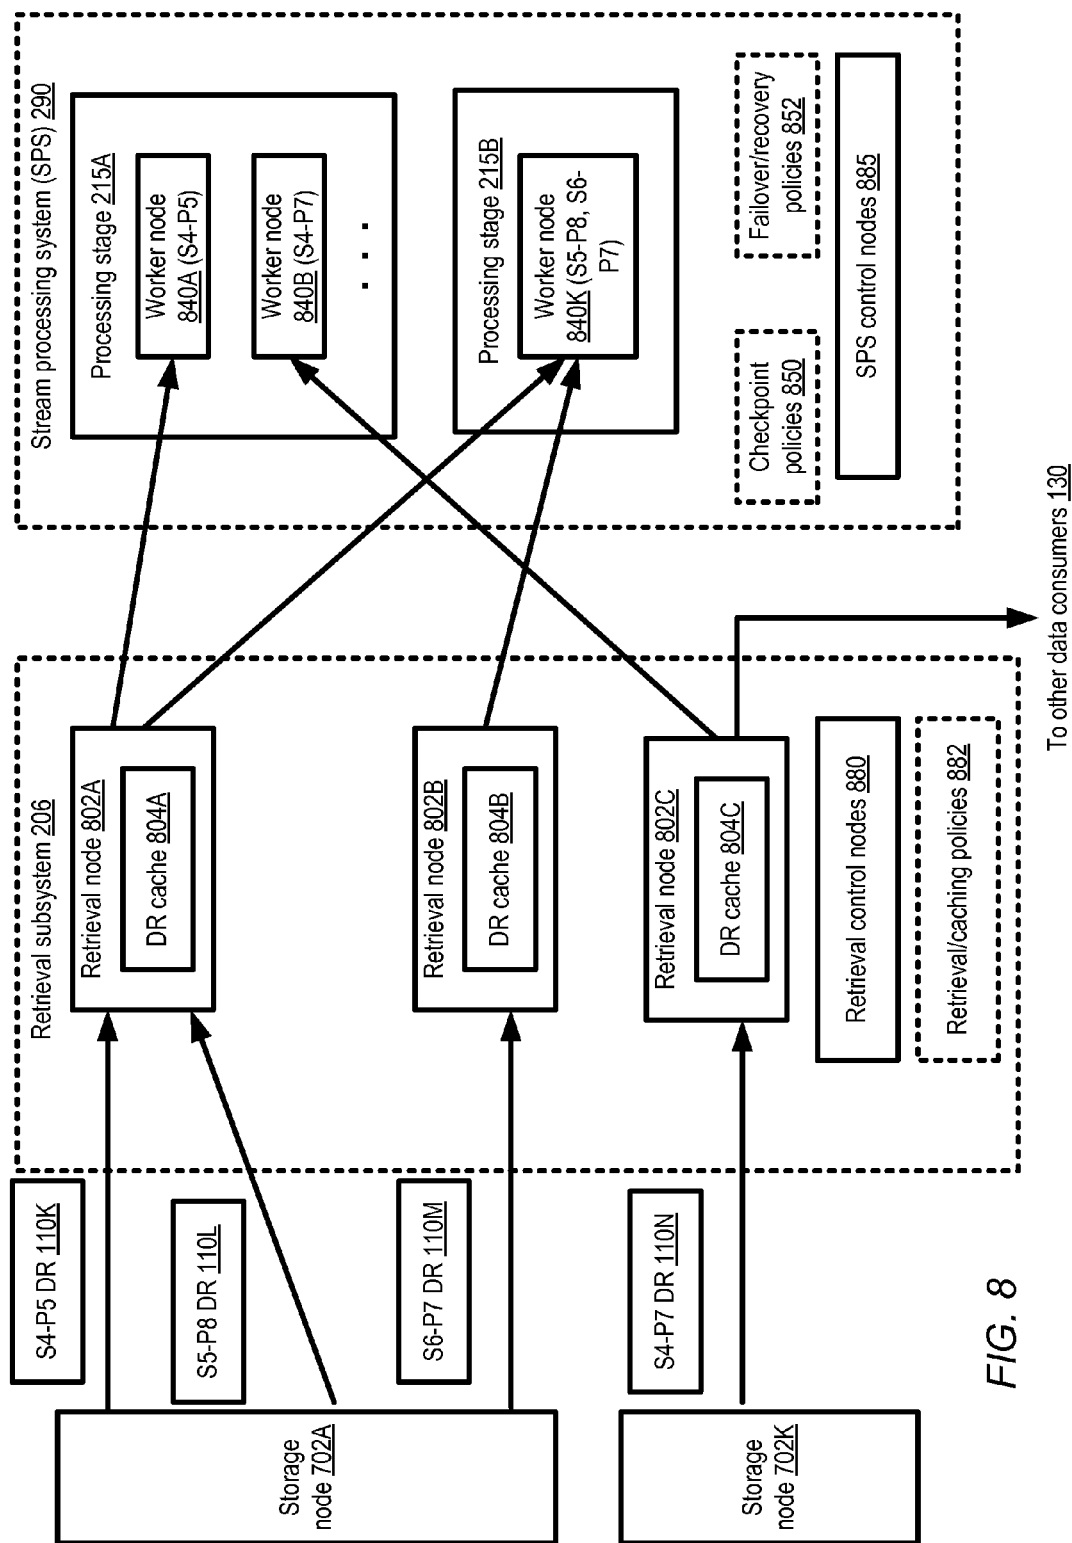 Storage
node 702A
Storage
node 702K
S4-P5 DR 110K
S5-P8 DR 110L
S6-P7 DR 110M
S4-P7 DR 110N
Retrieval subsystem 206
Retrieval node 802A
DR cache 804A
Retrieval node 802B
DR cache 804B
Retrieval node 802C
DR cache 804C
Retrieval control nodes 880
Retrieval/caching policies 882
Stream processing system (SPS) 290
Processing stage 215A
Worker node
840A (S4-P5)
Worker node
840B (S4-P7)
. . .
Processing stage 215B
Worker node
840K (S5-P8, S6-
P7)
Checkpoint
policies 850
Failover/recovery
policies 852
SPS control nodes 885
To other data consumers 130
FIG. 8